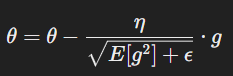 θ = θ − η / √(E[g²] + ϵ) · g